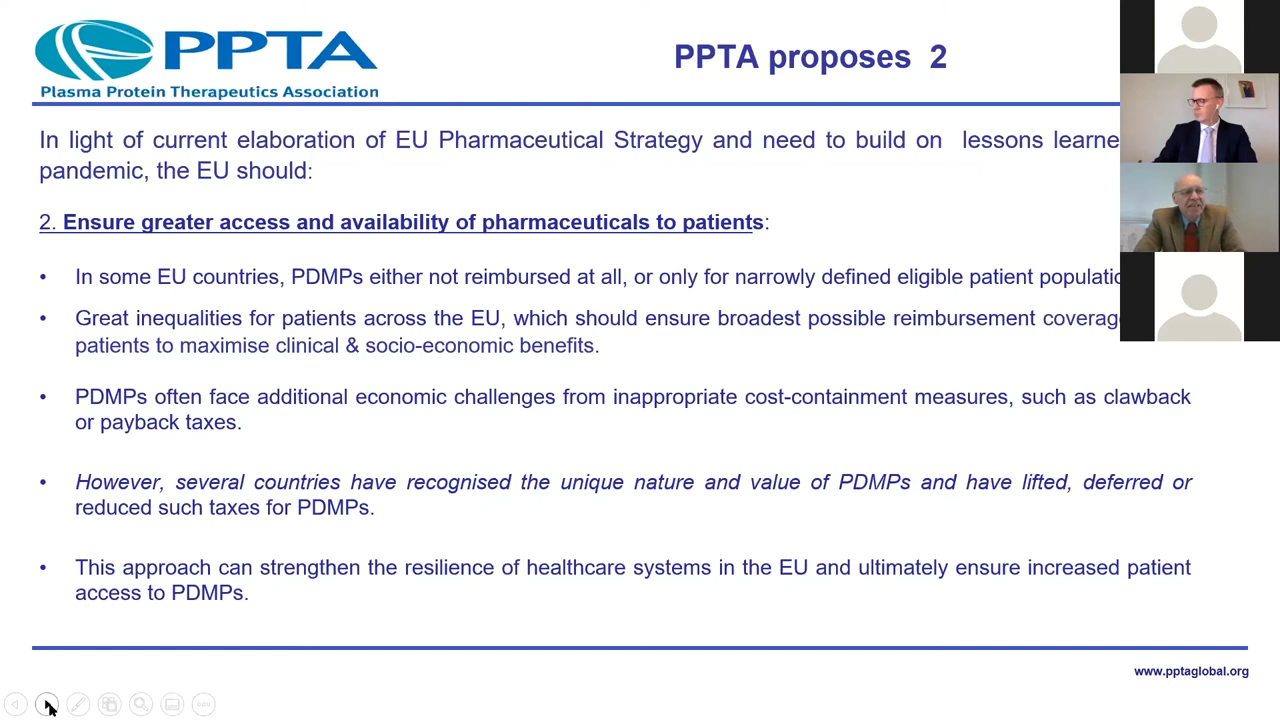 PPTA
Plasma Protein Therapeutics Association
PPTA proposes 2
In light of current elaboration of EU Pharmaceutical Strategy and need to build on lessons learne
pandemic, the EU should:
2. Ensure greater access and availability of pharmaceuticals to patients:
• In some EU countries, PDMPs either not reimbursed at all, or only for narrowly defined eligible patient populatio
• Great inequalities for patients across the EU, which should ensure broadest possible reimbursement coverag
patients to maximise clinical & socio-economic benefits.
• PDMPs often face additional economic challenges from inappropriate cost-containment measures, such as clawback
or payback taxes.
• However, several countries have recognised the unique nature and value of PDMPs and have lifted, deferred or
reduced such taxes for PDMPs.
• This approach can strengthen the resilience of healthcare systems in the EU and ultimately ensure increased patient
access to PDMPs.
www.pptaglobal.org